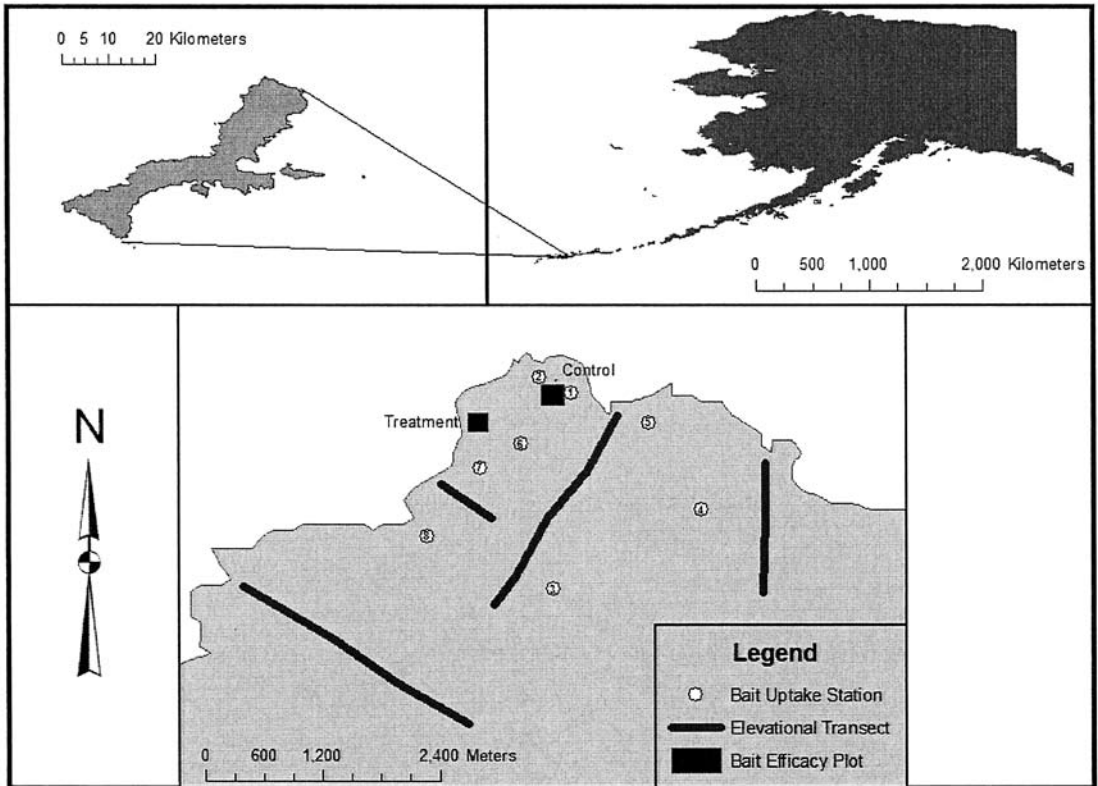 0 5 10 20 Kilometers
0 500 1,000 2,000 Kilometers
N
Control
2
1
Treatment
5
6
7
4
8
3
0 600 1,200 2,400 Meters
Legend
Bait Uptake Station
Elevational Transect
Bait Efficacy Plot